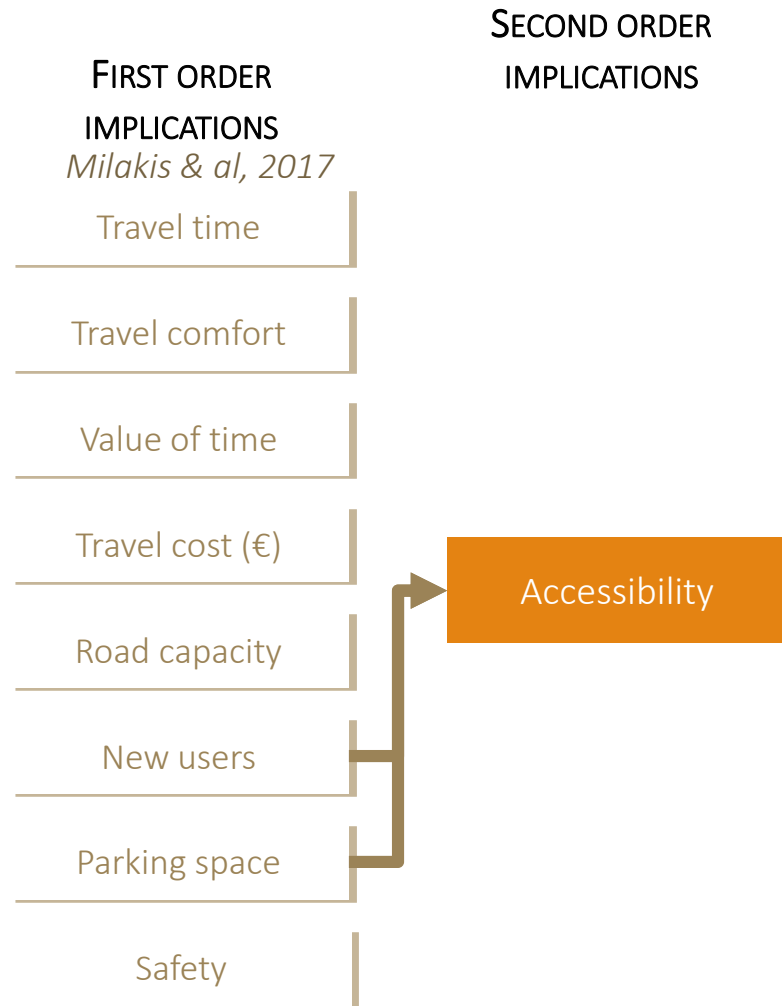 FIRST ORDER
IMPLICATIONS
Milakis & al, 2017
Travel time
Travel comfort
Value of time
Travel cost (€)
Road capacity
New users
Parking space
Safety
SECOND ORDER
IMPLICATIONS
Accessibility